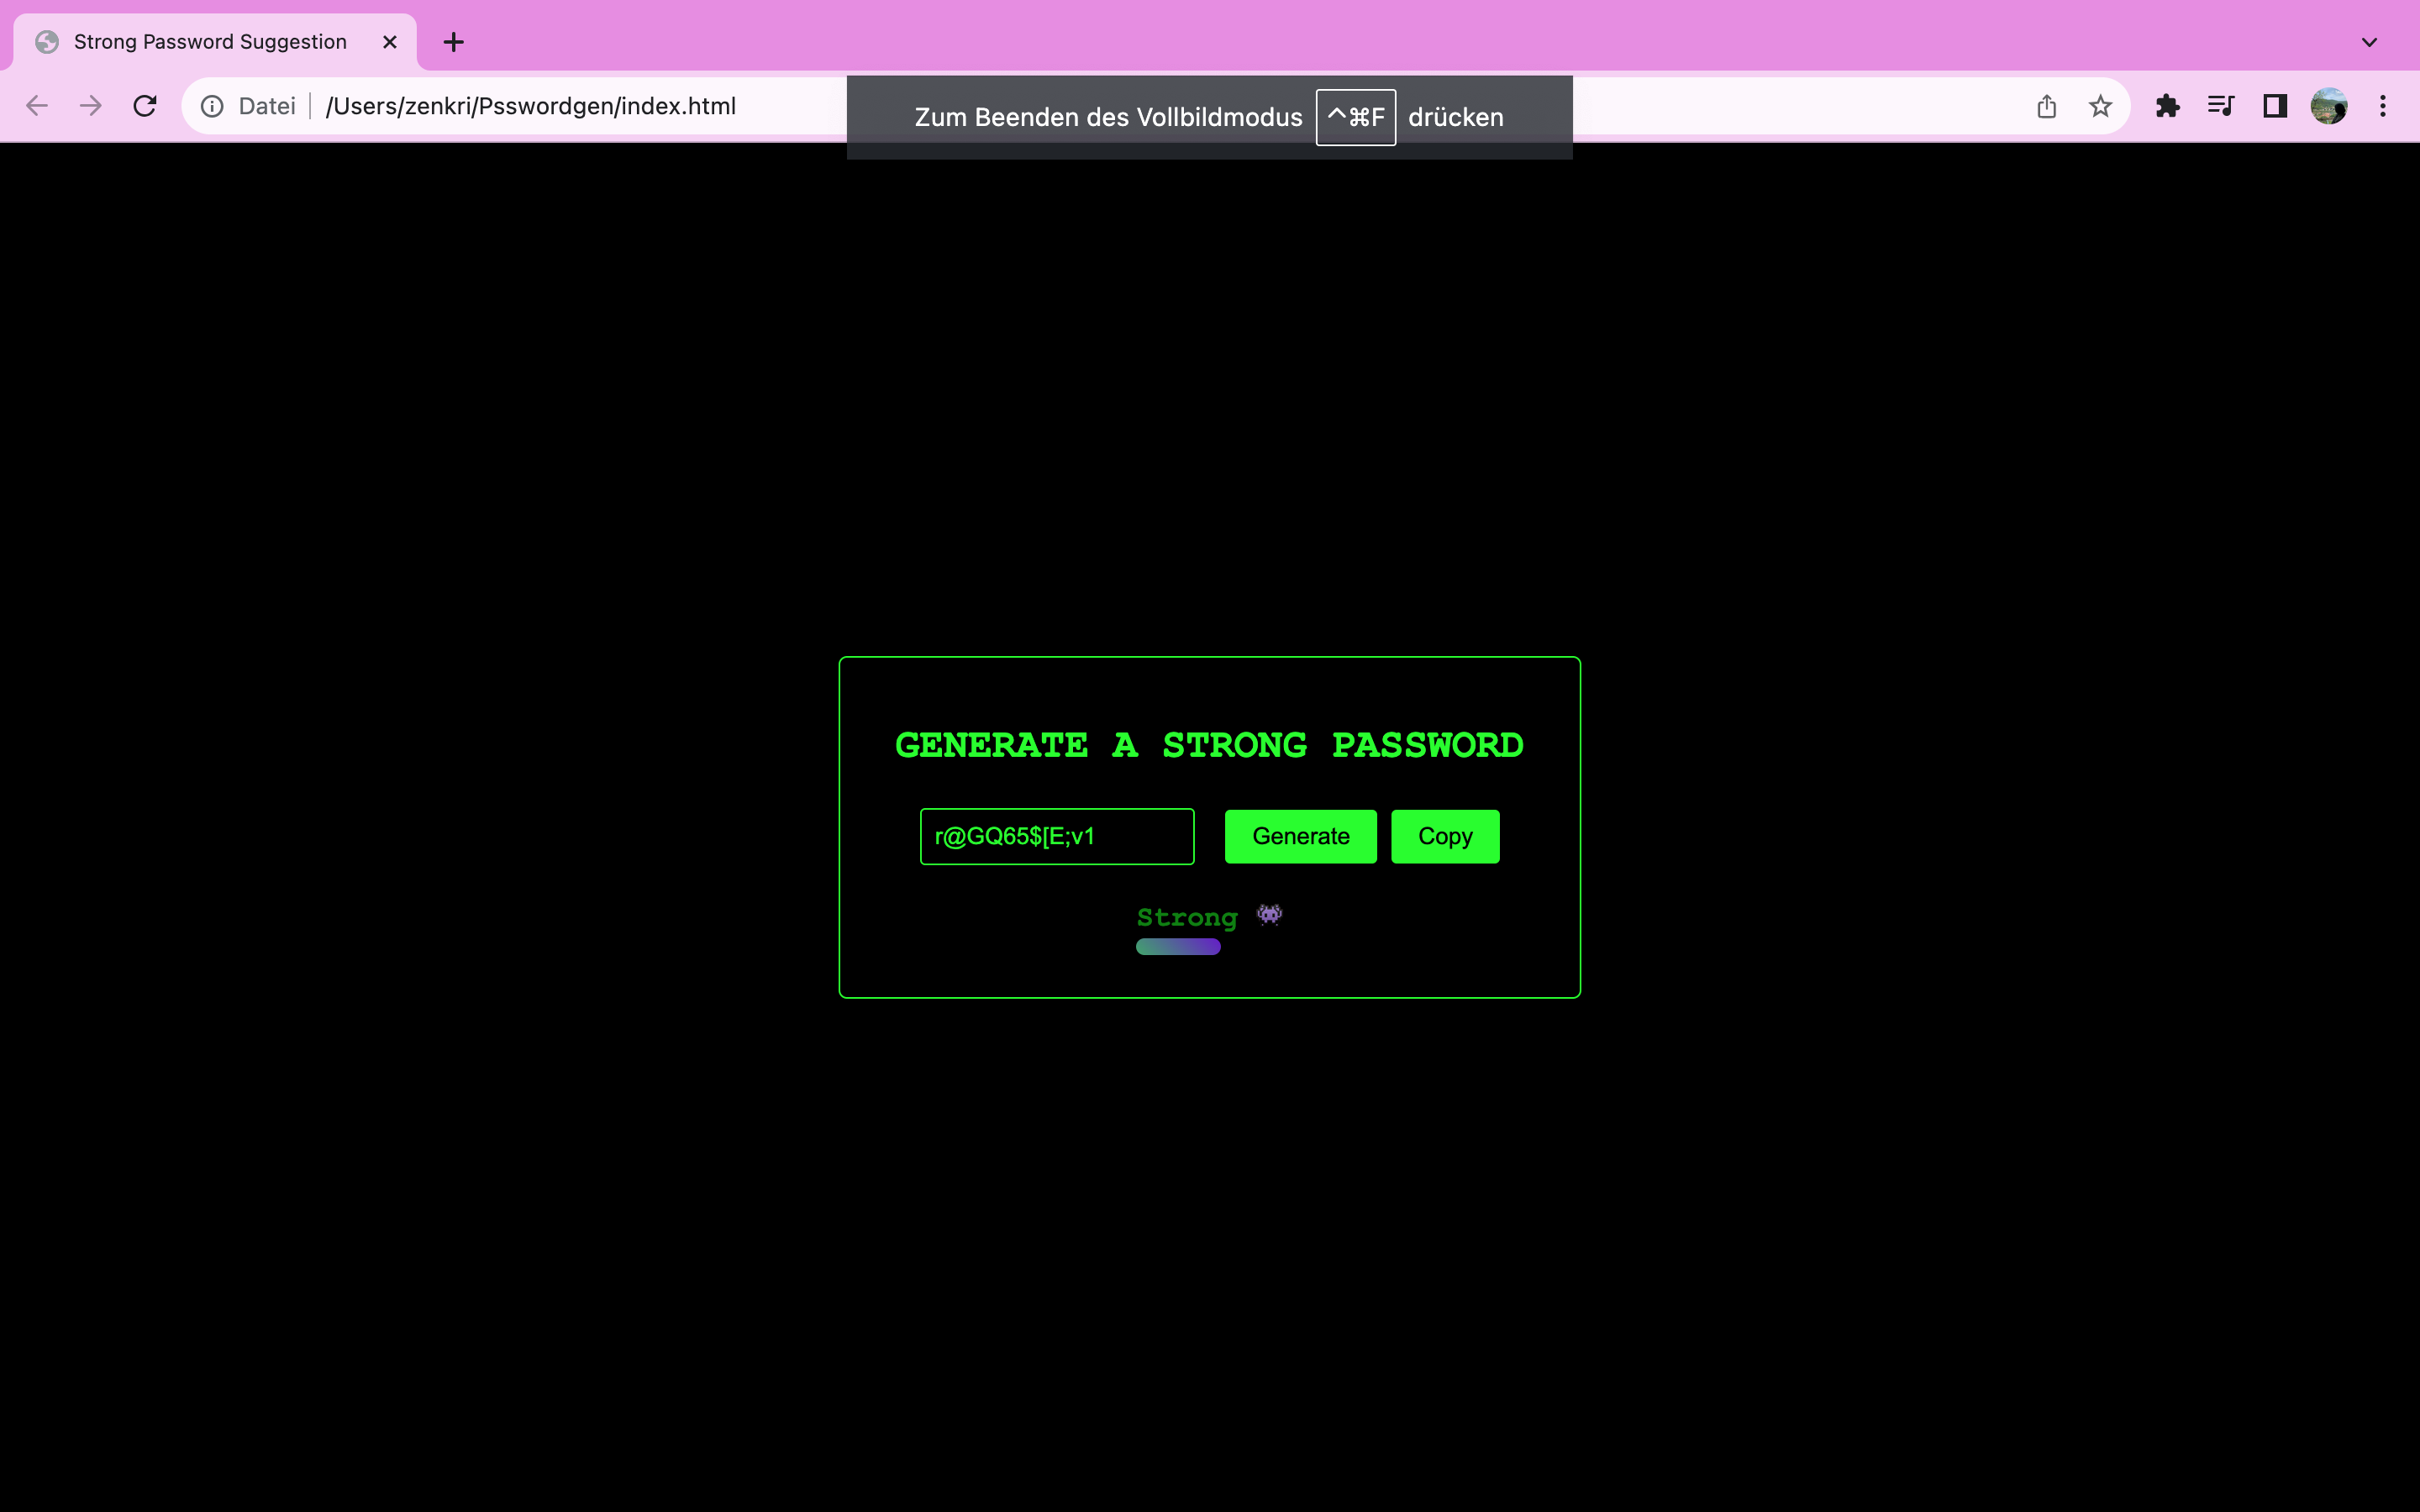 Strong Password Suggestion
Datei /Users/zenkri/Psswordgen/index.html
Zum Beenden des Vollbildmodus ^⌘F drücken
GENERATE A STRONG PASSWORD
r@GQ65$[E;v1 Generate Copy
Strong 👾